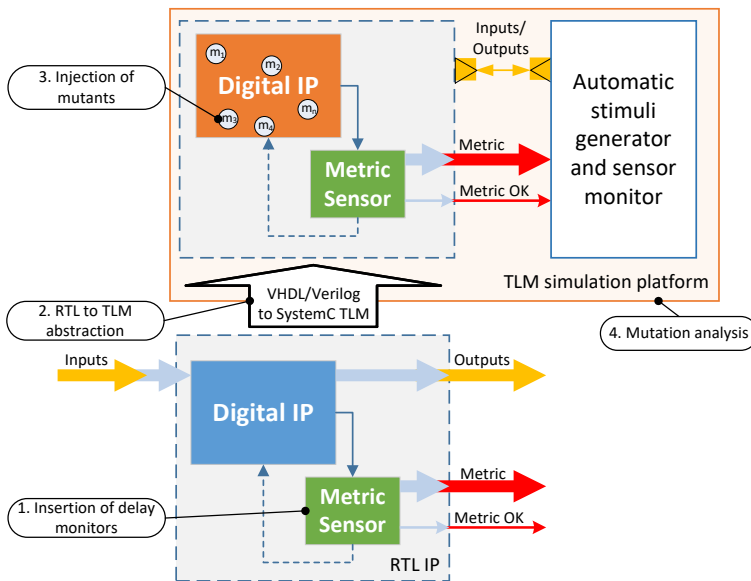 m1
m2
Digital IP
m3
m4
mn
3. Injection of
mutants
Inputs/
Outputs
Automatic
stimuli
generator
and sensor
monitor
Metric
Metric
Sensor
Metric OK
TLM simulation platform
2. RTL to TLM
abstraction
VHDL/Verilog
to SystemC TLM
4. Mutation analysis
Inputs
Outputs
Digital IP
Metric
1. Insertion of delay
monitors
Metric
Sensor
Metric OK
RTL IP